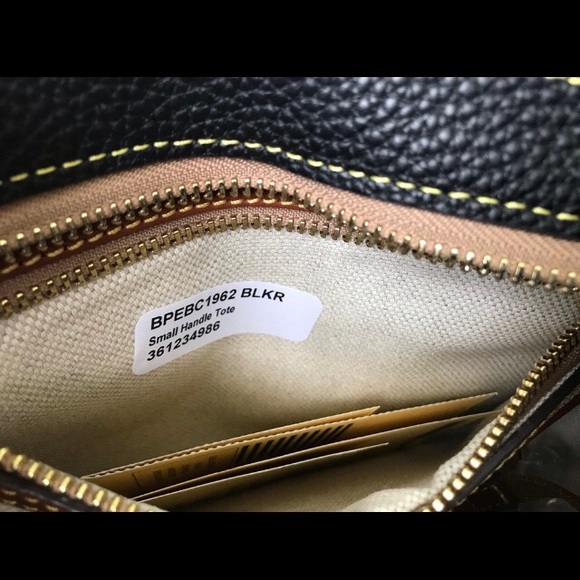 BPEBC1962 BLKR
Small Handle Tote
361234986